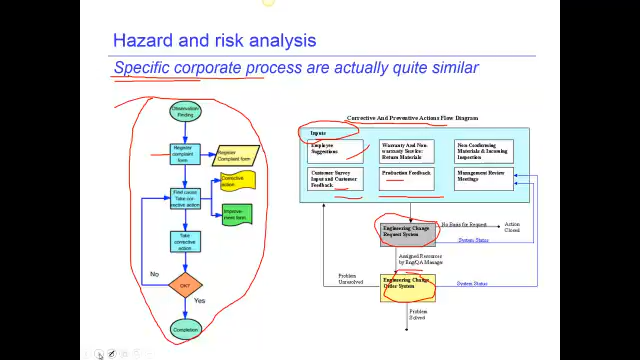 Hazard and risk analysis
Specific corporate process are actually quite similar
Observation/
Finding
Register
complaint
form
Register
Complaint form
Corrective
action
Find cause
Take cor-
rective action
Improve-
ment form
Take
corrective
action
No
OK?
Yes
Completion
Corrective And Preventive Actions Flow Diagram
Inputs
Employee
Suggestions
Warranty And Non-
warranty Service
Return Materials
Non Conforming
Materials & Incoming
Inspection
Customer Survey
Input and Customer
Feedback
Production Feedback
Management Review
Meetings
Engineering Change
Request System
No Basis for Request
Action
Closed
System Status
Assigned Resources
by Eng/QA Manager
Problem
Unresolved
Engineering Change
Order System
System Status
Problem
Solved